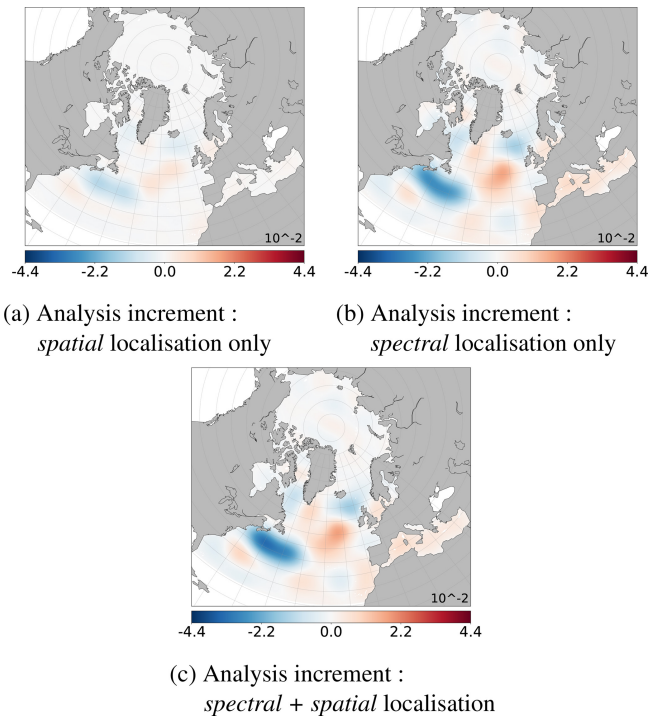 10^-2
-4.4 -2.2 0.0 2.2 4.4
(a) Analysis increment :
spatial localisation only
10^-2
-4.4 -2.2 0.0 2.2 4.4
(b) Analysis increment :
spectral localisation only
10^-2
-4.4 -2.2 0.0 2.2 4.4
(c) Analysis increment :
spectral + spatial localisation